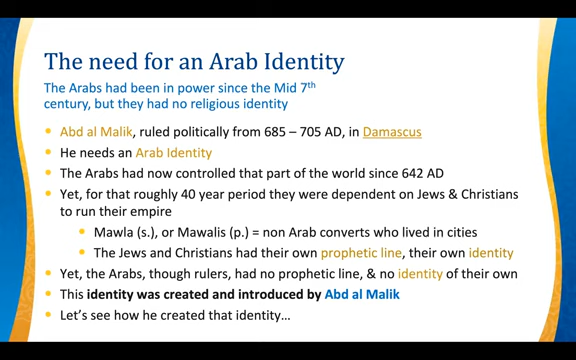 The need for an Arab Identity
The Arabs had been in power since the Mid 7th
century, but they had no religious identity
• Abd al Malik, ruled politically from 685 – 705 AD, in Damascus
• He needs an Arab Identity
• The Arabs had now controlled that part of the world since 642 AD
• Yet, for that roughly 40 year period they were dependent on Jews & Christians
to run their empire
• Mawla (s.), or Mawalis (p.) = non Arab converts who lived in cities
• The Jews and Christians had their own prophetic line, their own identity
• Yet, the Arabs, though rulers, had no prophetic line, & no identity of their own
• This identity was created and introduced by Abd al Malik
• Let's see how he created that identity…